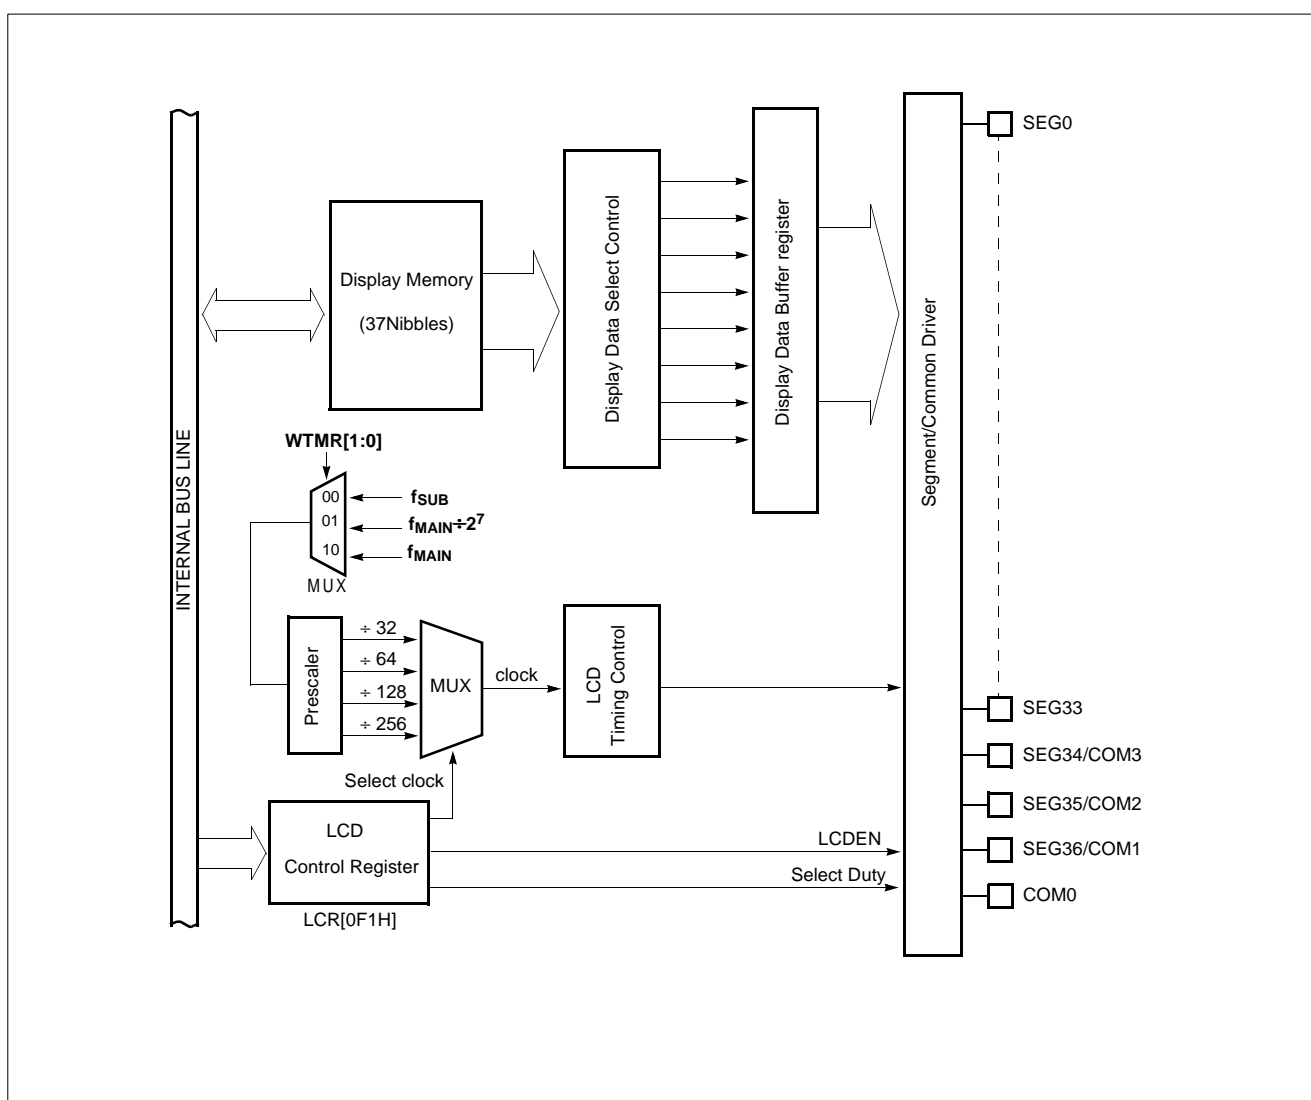 SEG0
Display Memory
(37Nibbles)
Display Data Select Control
Display Data Buffer register
Segment/Common Driver
INTERNAL BUS LINE
WTMR[1:0]
00
fSUB
01
fMAIN÷2⁷
10
fMAIN
MUX
Prescaler
÷ 32
÷ 64
÷ 128
÷ 256
MUX
clock
LCD
Timing Control
Select clock
SEG33
SEG34/COM3
SEG35/COM2
SEG36/COM1
COM0
LCD
Control Register
LCDEN
Select Duty
LCR[0F1H]